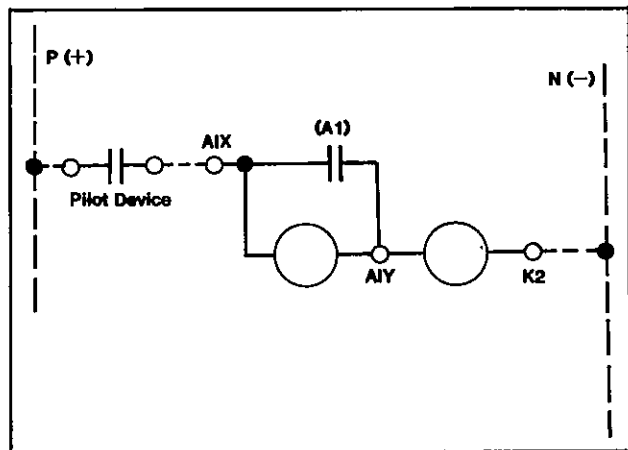 P (+)
N (−)
(A1)
AIX
Pilot Device
AIY
K2